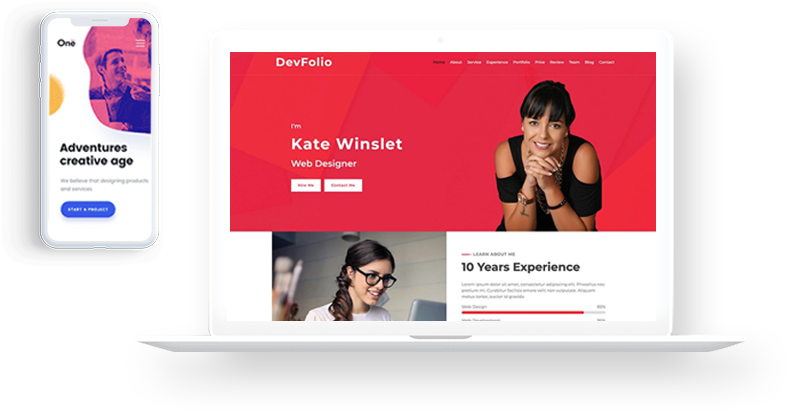 One
Adventures
creative age
We believe that designing products
and services
START A PROJECT
DevFolio
Home About Service Experience Portfolio Price Review Team Blog Contact
I'm
Kate Winslet
Web Designer
Hire Me Contact Me
LEARN ABOUT ME
10 Years Experience
Lorem ipsum dolor sit amet, consectetur adipiscing elit. Phasellus nec
pretium mi. Curabitur facilisis ornare velit non vulputate. Aliquam
metus tortor, auctor id gravida
Web Design 85%
Web Development